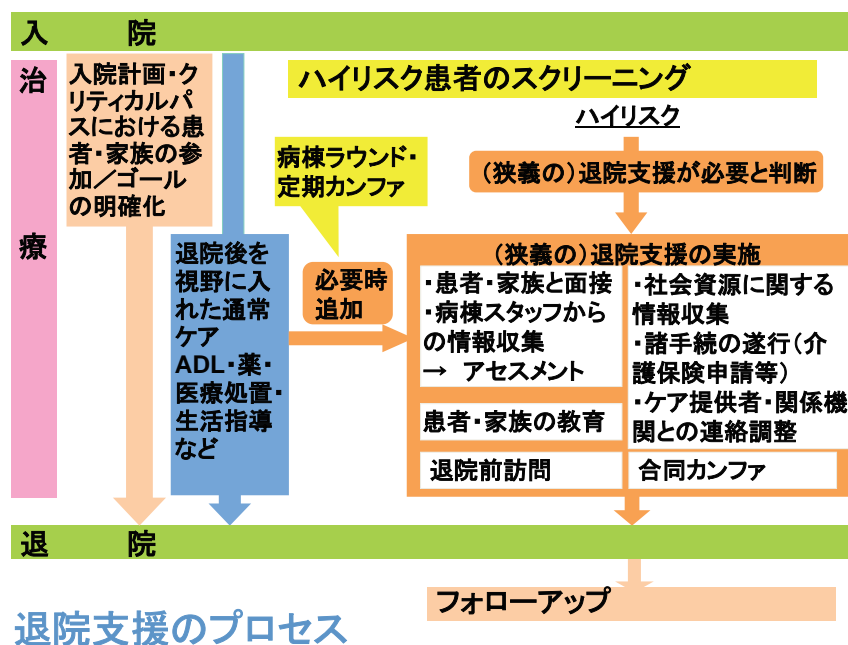 入　　院
治
療
入院計画・ク
リティカルパ
スにおける患
者・家族の参
加／ゴール
の明確化
ハイリスク患者のスクリーニング
ハイリスク
病棟ラウンド・
定期カンファ
（狭義の）退院支援が必要と判断
退院後を
視野に入
れた通常
ケア
ADL・薬・
医療処置・
生活指導
など
必要時
追加
（狭義の）退院支援の実施
・患者・家族と面接
・病棟スタッフから
の情報収集
→ アセスメント
患者・家族の教育
退院前訪問
・社会資源に関する
情報収集
・諸手続の遂行（介
護保険申請等）
・ケア提供者・関係機
関との連絡調整
合同カンファ
退　　院
フォローアップ
退院支援のプロセス